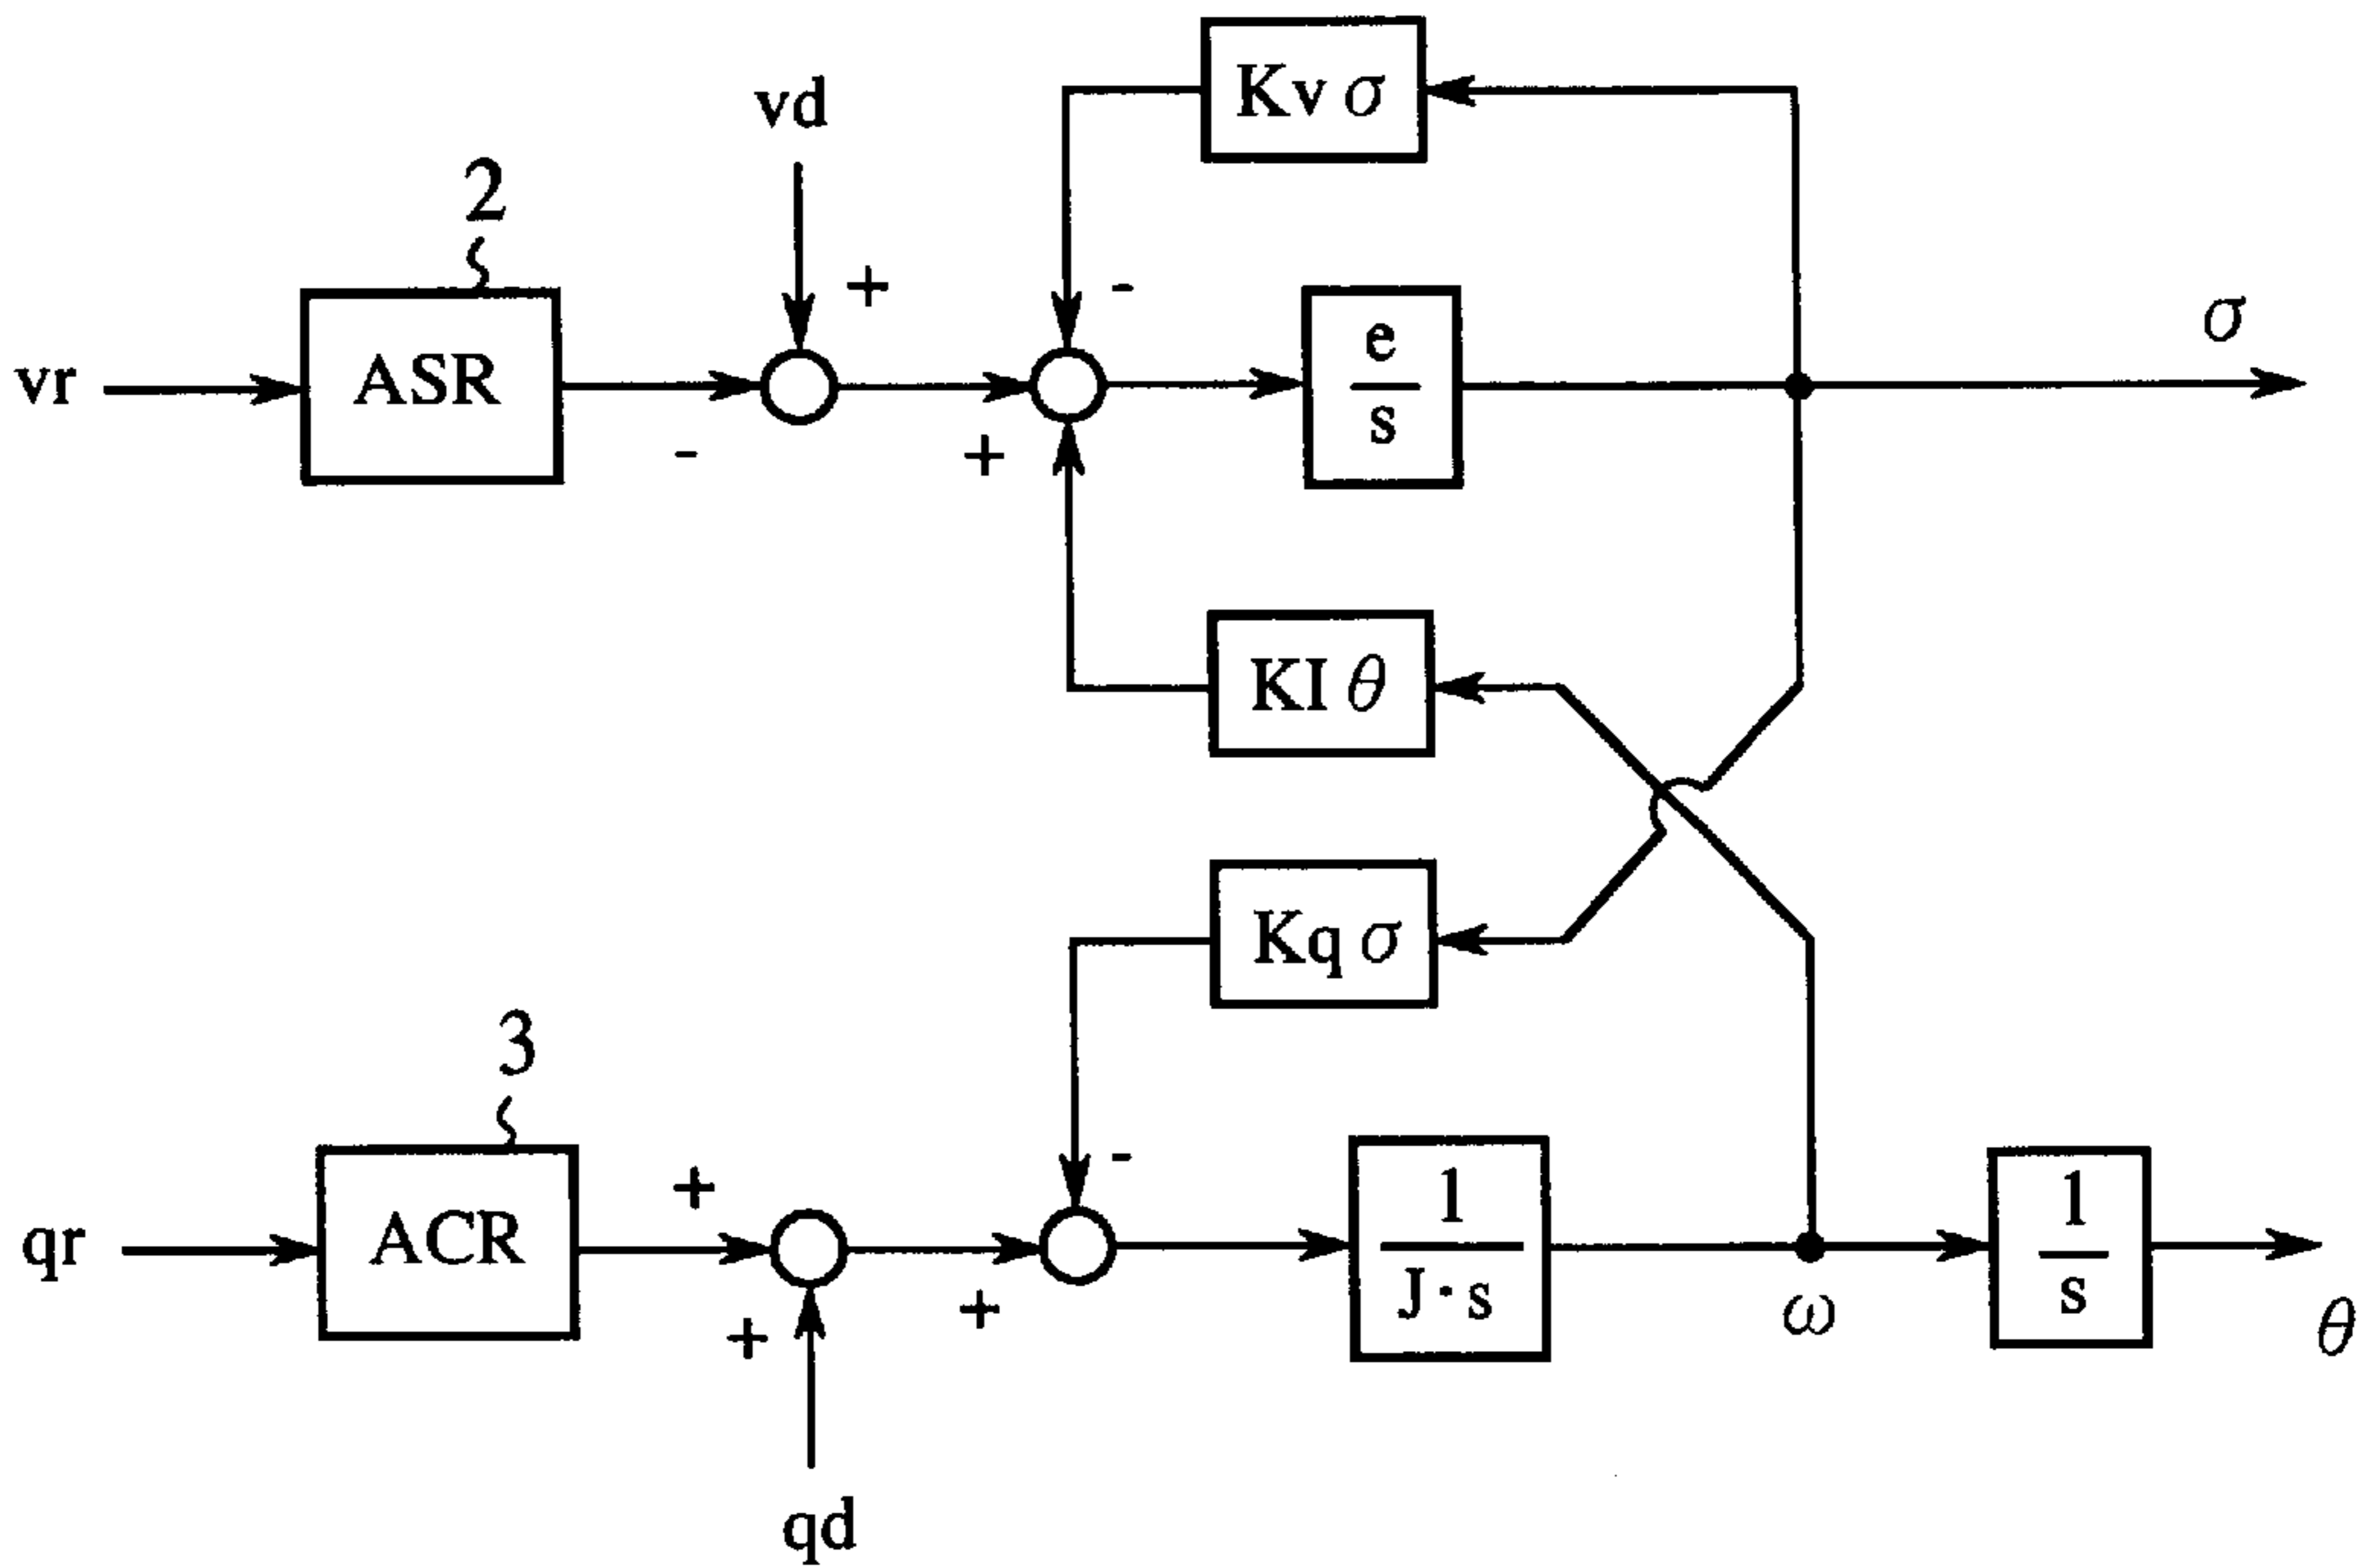 Kv σ
vd
2
+
-
ASR
e
s
σ
vr
-
+
KI θ
Kq σ
3
+
-
ACR
1
J·s
1
s
qr
+
+
ω
θ
qd